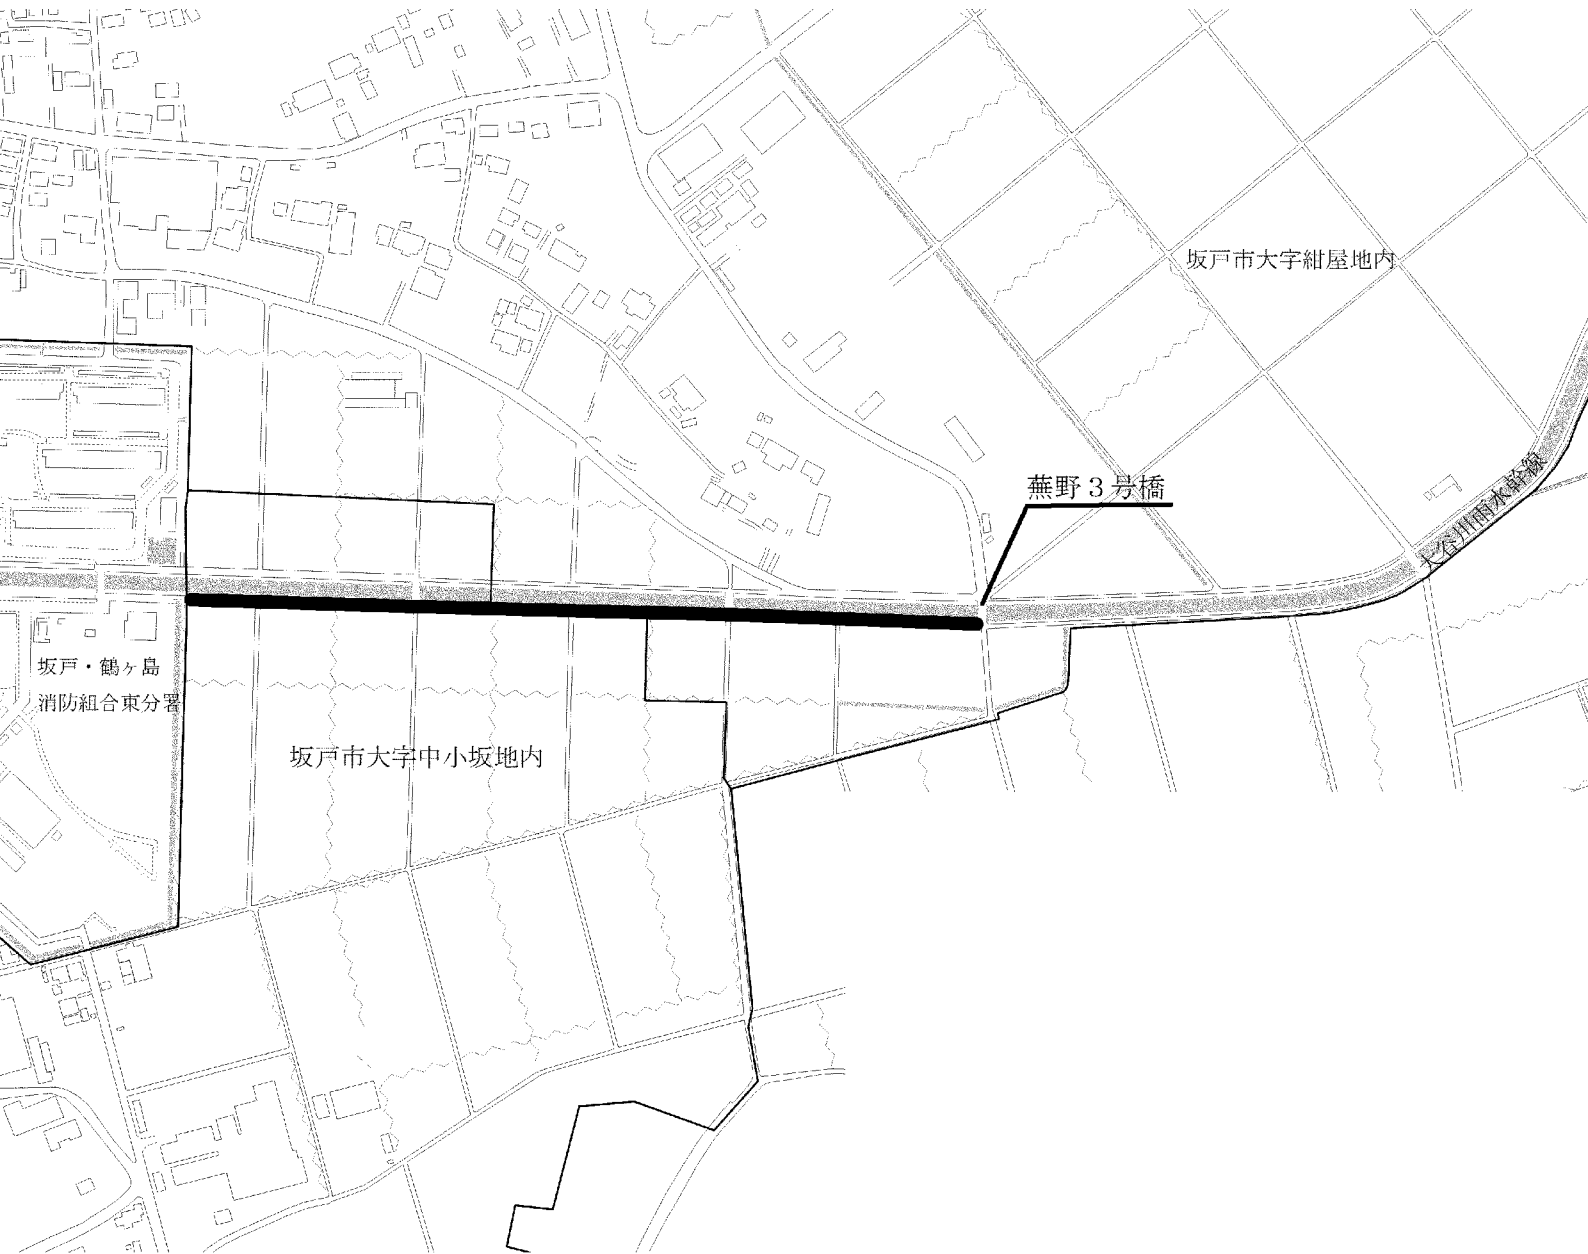 坂戸市大字紺屋地内
蕪野３号橋
大谷川雨水幹線
坂戸・鶴ヶ島
消防組合東分署
坂戸市大字中小坂地内